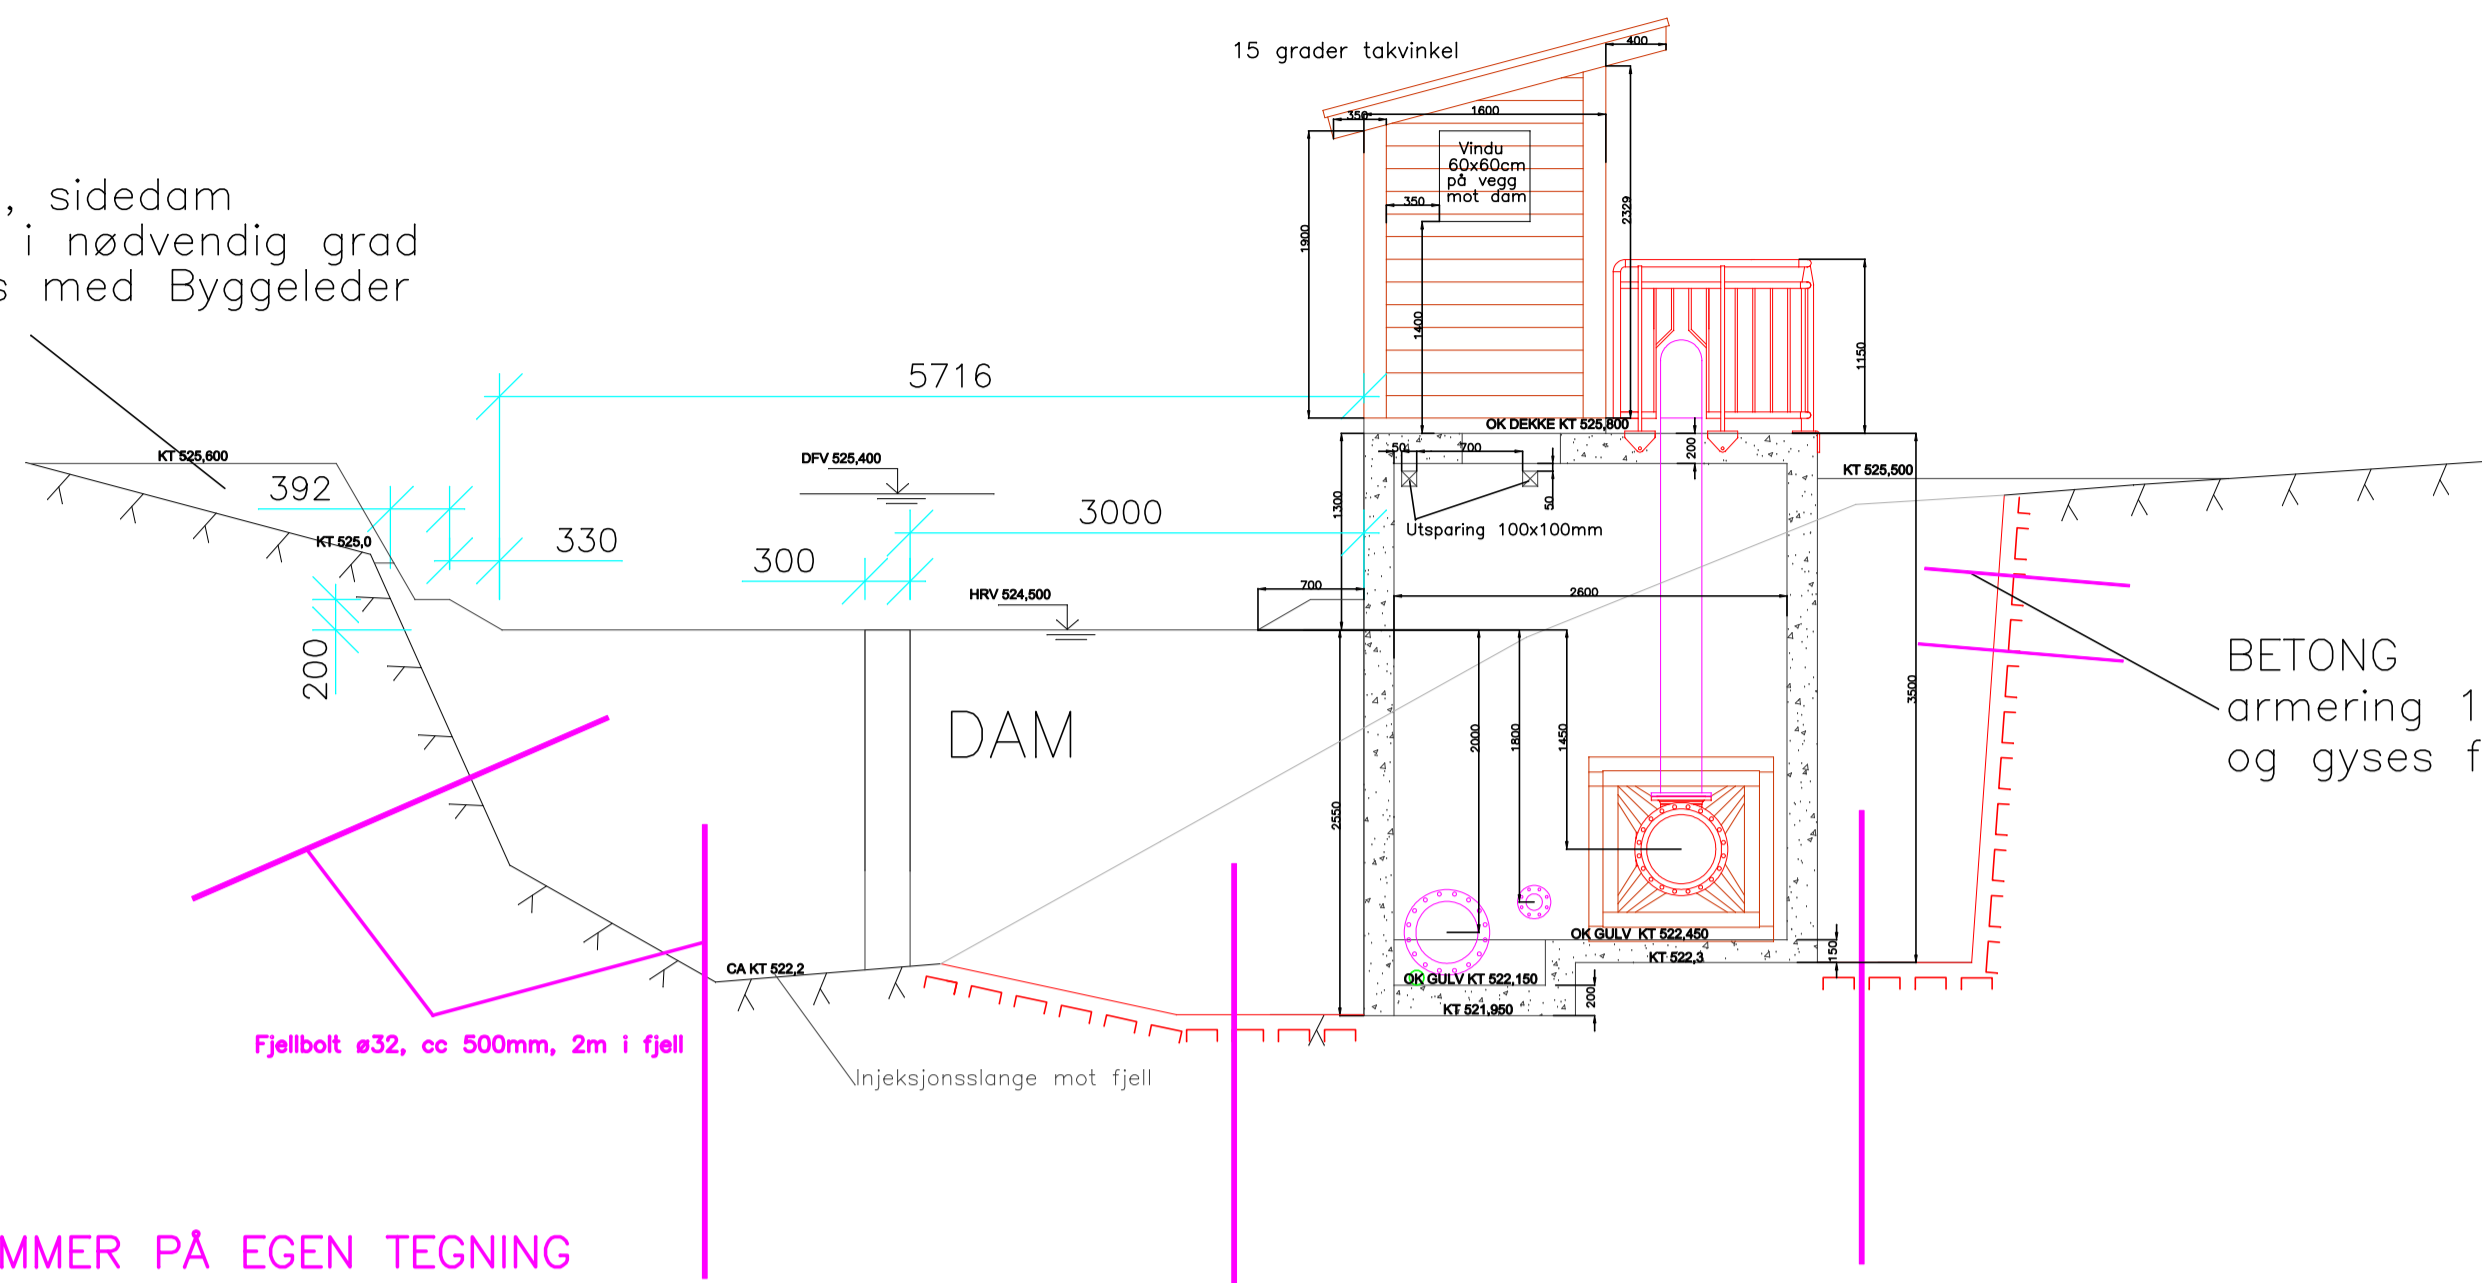 15 grader takvinkel
400
350
1600
Vindu
60x60cm
på vegg
mot dam
350
1900
2329
1400
1150
, sidedam
i nødvendig grad
s med Byggeleder
5716
OK DEKKE KT 525,800
KT 525,600
DFV 525,400
50
700
200
KT 525,500
392
1300
50
3000
Utsparing 100x100mm
KT 525,0
330
300
700
HRV 524,500
2600
200
BETONG
armering 1
og gyses f
3500
DAM
2000
1800
1450
2550
OK GULV KT 522,450
150
KT 522,3
CA KT 522,2
OK GULV KT 522,150
200
KT 521,950
Fjellbolt ø32, cc 500mm, 2m i fjell
Injeksjonsslange mot fjell
MMER PÅ EGEN TEGNING